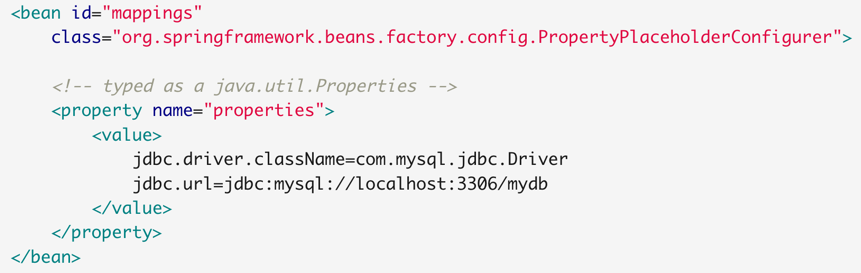 <bean id="mappings"
    class="org.springframework.beans.factory.config.PropertyPlaceholderConfigurer">
    <!-- typed as a java.util.Properties -->
    <property name="properties">
        <value>
            jdbc.driver.className=com.mysql.jdbc.Driver
            jdbc.url=jdbc:mysql://localhost:3306/mydb
        </value>
    </property>
</bean>